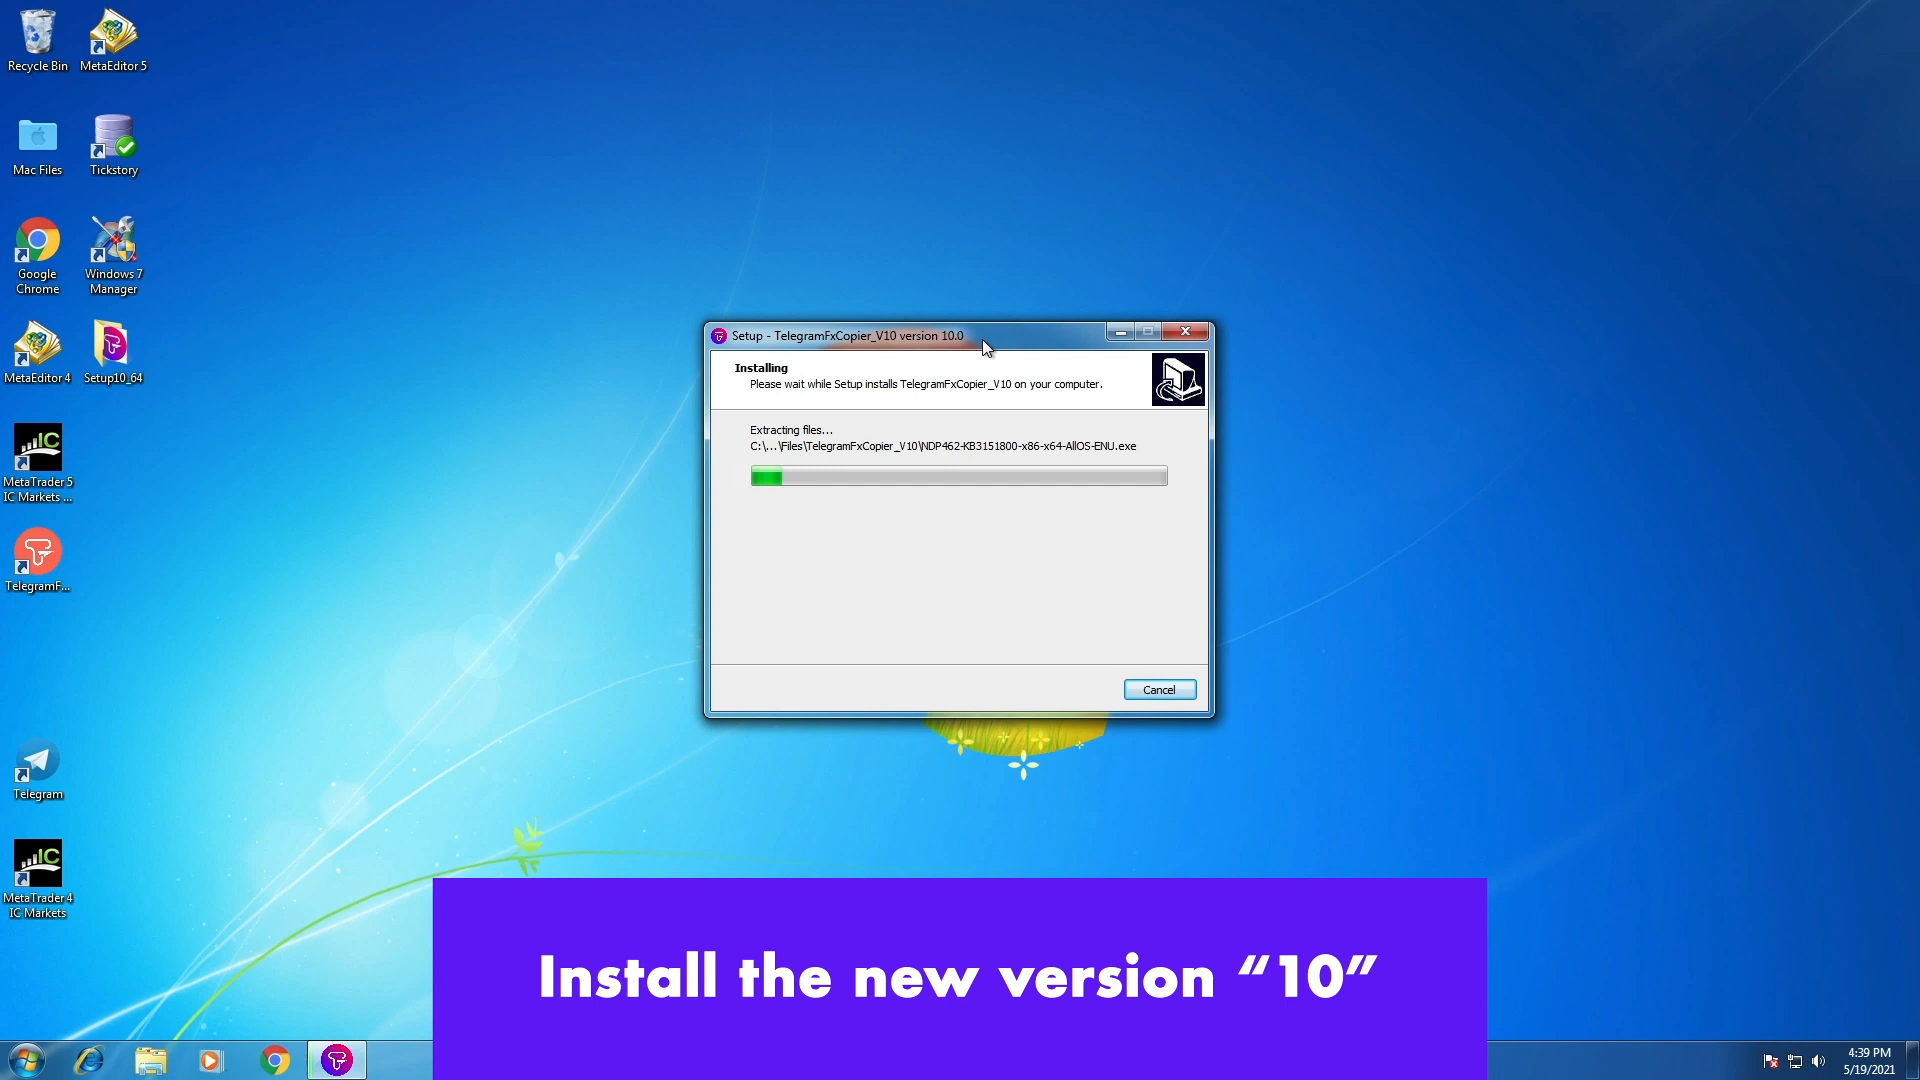 Recycle Bin
MetaEditor 5
Mac Files
Tickstory
Google
Chrome
Windows 7
Manager
MetaEditor 4
Setup10_64
MetaTrader 5
IC Markets ...
TelegramF...
Telegram
MetaTrader 4
IC Markets
Setup - TelegramFxCopier_V10 version 10.0
Installing
Please wait while Setup installs TelegramFxCopier_V10 on your computer.
Extracting files...
C:\...\Files\TelegramFxCopier_V10\NDP462-KB3151800-x86-x64-AllOS-ENU.exe
Cancel
Install the new version “10”
4:39 PM
5/19/2021